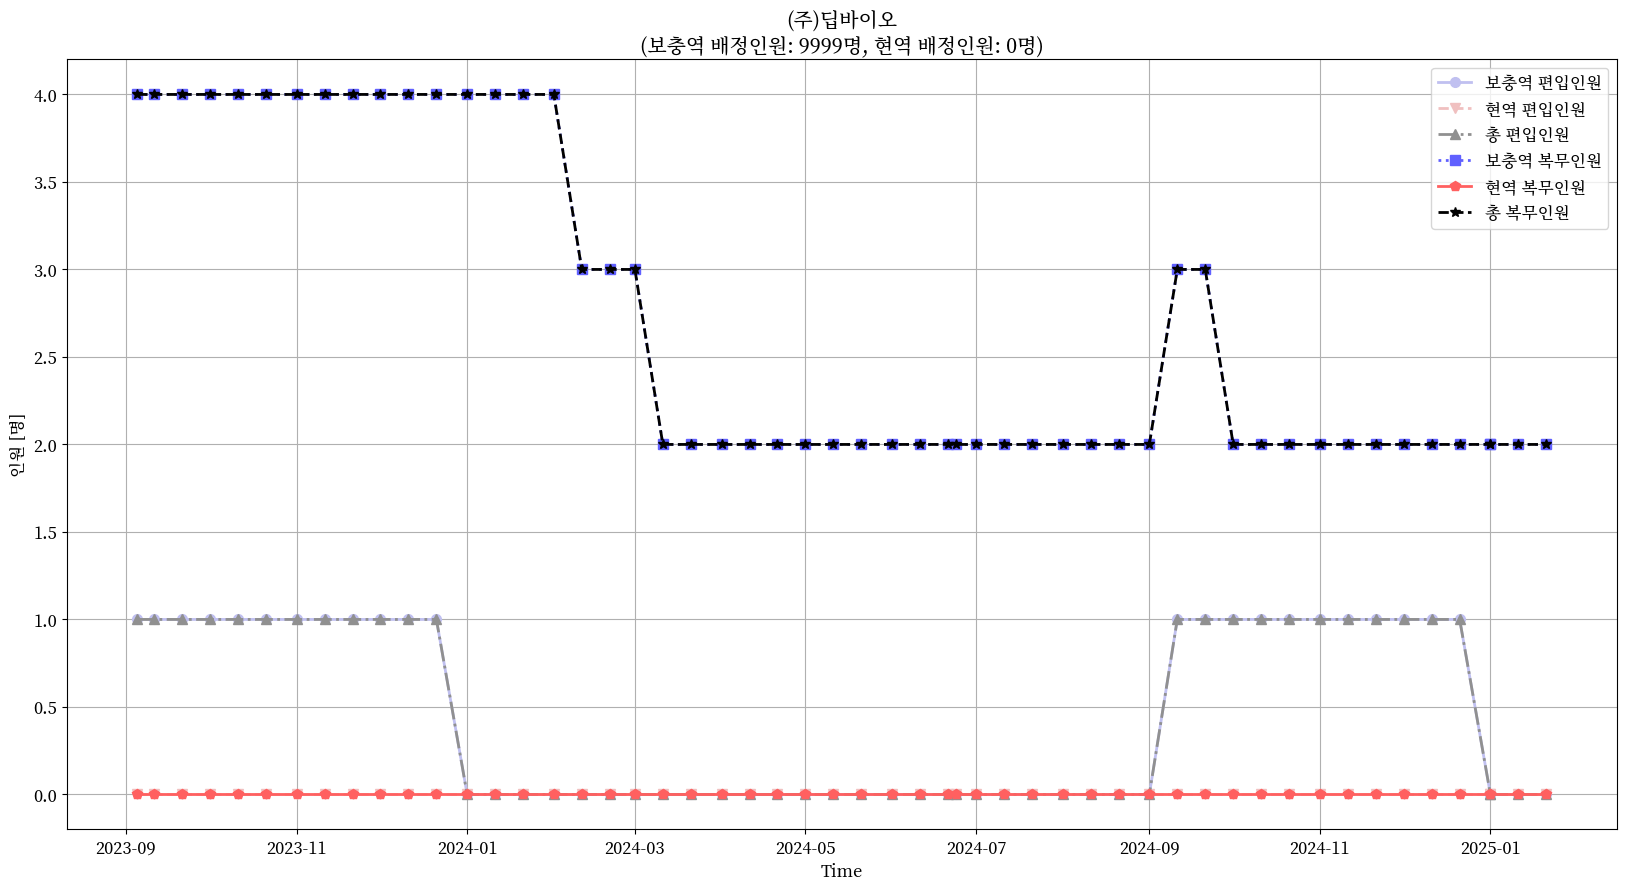 (주)딥바이오
(보충역 배정인원: 9999명, 현역 배정인원: 0명)
보충역 편입인원
현역 편입인원
총 편입인원
보충역 복무인원
현역 복무인원
총 복무인원
4.0
3.5
3.0
2.5
2.0
1.5
1.0
0.5
0.0
인원 [명]
2023-09 2023-11 2024-01 2024-03 2024-05 2024-07 2024-09 2024-11 2025-01
Time